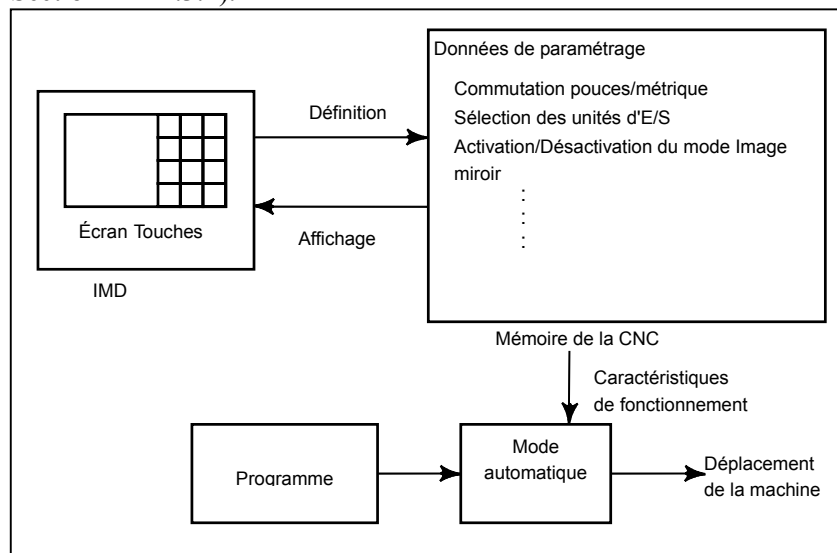 Données de paramétrage
Commutation pouces/métrique
Sélection des unités d'E/S
Activation/Désactivation du mode Image
miroir
:
:
:
Définition
Affichage
Écran Touches
IMD
Mémoire de la CNC
Caractéristiques
de fonctionnement
Programme
Mode
automatique
Déplacement
de la machine